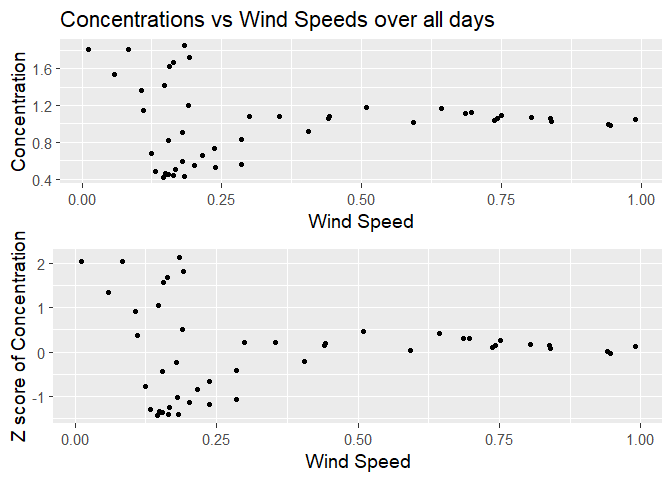 Concentrations vs Wind Speeds over all days
Concentration
1.6
1.2
0.8
0.4
0.00 0.25 0.50 0.75 1.00
Wind Speed
Z score of Concentration
2
1
0
-1
0.00 0.25 0.50 0.75 1.00
Wind Speed